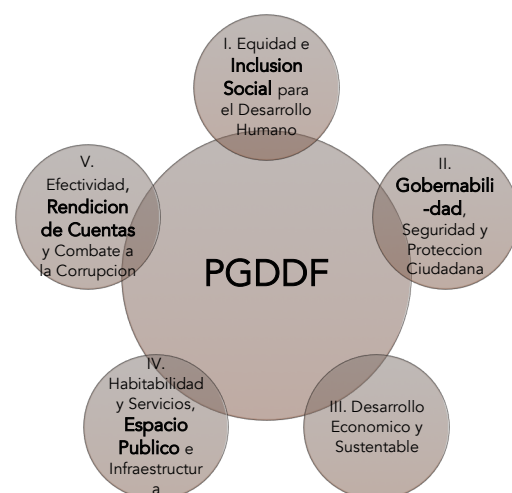 I. Equidad e
Inclusion
Social para
el Desarrollo
Humano
II.
Gobernabili
-dad,
Seguridad y
Proteccion
Ciudadana
III. Desarrollo
Economico y
Sustentable
IV.
Habitabilidad
y Servicios,
Espacio
Publico e
Infraestructur
a
V.
Efectividad,
Rendicion
de Cuentas
y Combate a
la Corrupcion
PGDDF